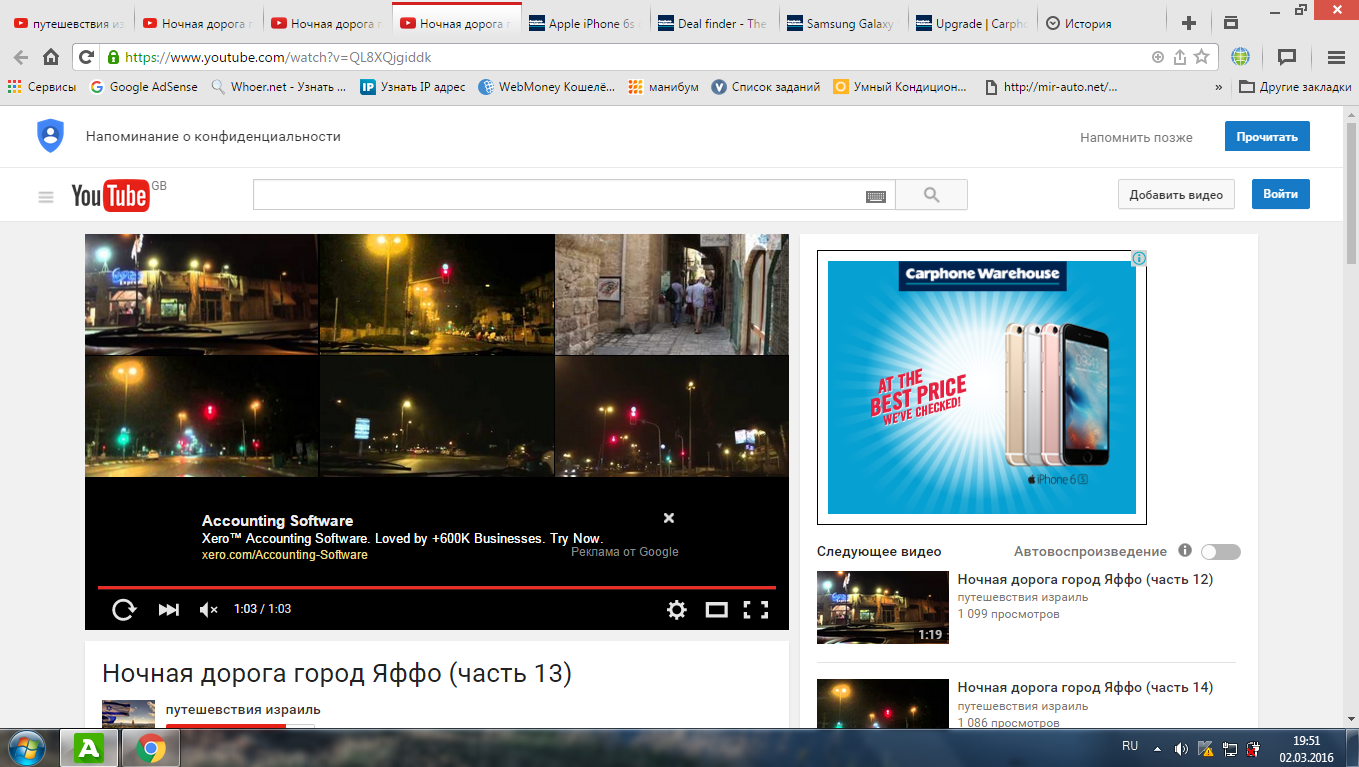 путешествия из
Ночная дорога г
Ночная дорога г
Ночная дорога г
Apple iPhone 6s
Deal finder - The
Samsung Galaxy
Upgrade | Carpho
История
https://www.youtube.com/watch?v=QL8XQjgiddk
Сервисы
Google AdSense
Whoer.net - Узнать ...
IP
Узнать IP адрес
WebMoney Кошелё...
манибум
Список заданий
Умный Кондицион...
http://mir-auto.net/...
»
Другие закладки
Напоминание о конфиденциальности
Напомнить позже
Прочитать
YouTube GB
Добавить видео
Войти
Carphone Warehouse
AT THE
BEST PRICE
WE'VE CHECKED!
iPhone 6S
Accounting Software
Xero™ Accounting Software. Loved by +600K Businesses. Try Now.
xero.com/Accounting-Software
Реклама от Google
1:03 / 1:03
Следующее видео
Автовоспроизведение
Ночная дорога город Яффо (часть 12)
путешествия израиль
1 099 просмотров
1:19
Ночная дорога город Яффо (часть 13)
путешествия израиль
Ночная дорога город Яффо (часть 14)
путешествия израиль
1 086 просмотров
RU
19:51
02.03.2016